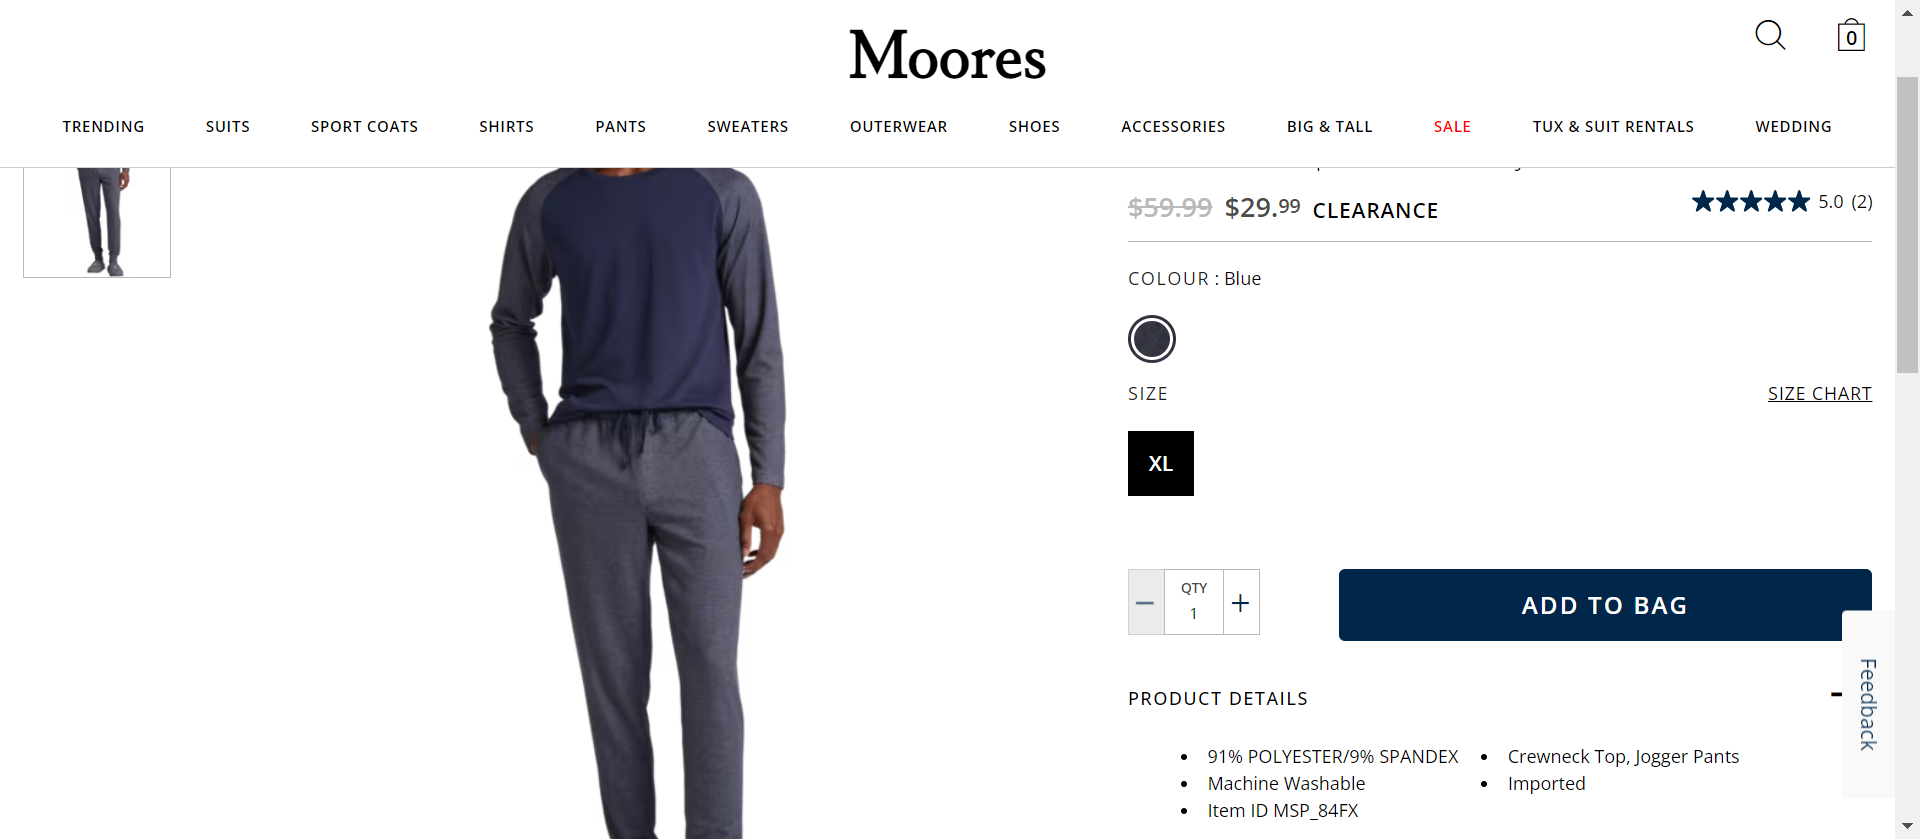 Moores
0
TRENDING SUITS SPORT COATS SHIRTS PANTS SWEATERS OUTERWEAR SHOES ACCESSORIES BIG & TALL SALE TUX & SUIT RENTALS WEDDING
$59.99 $29.99 CLEARANCE 5.0 (2)
COLOUR : Blue
SIZE SIZE CHART
XL
QTY
1
ADD TO BAG
Feedback
PRODUCT DETAILS
• 91% POLYESTER/9% SPANDEX
• Machine Washable
• Item ID MSP_84FX
• Crewneck Top, Jogger Pants
• Imported